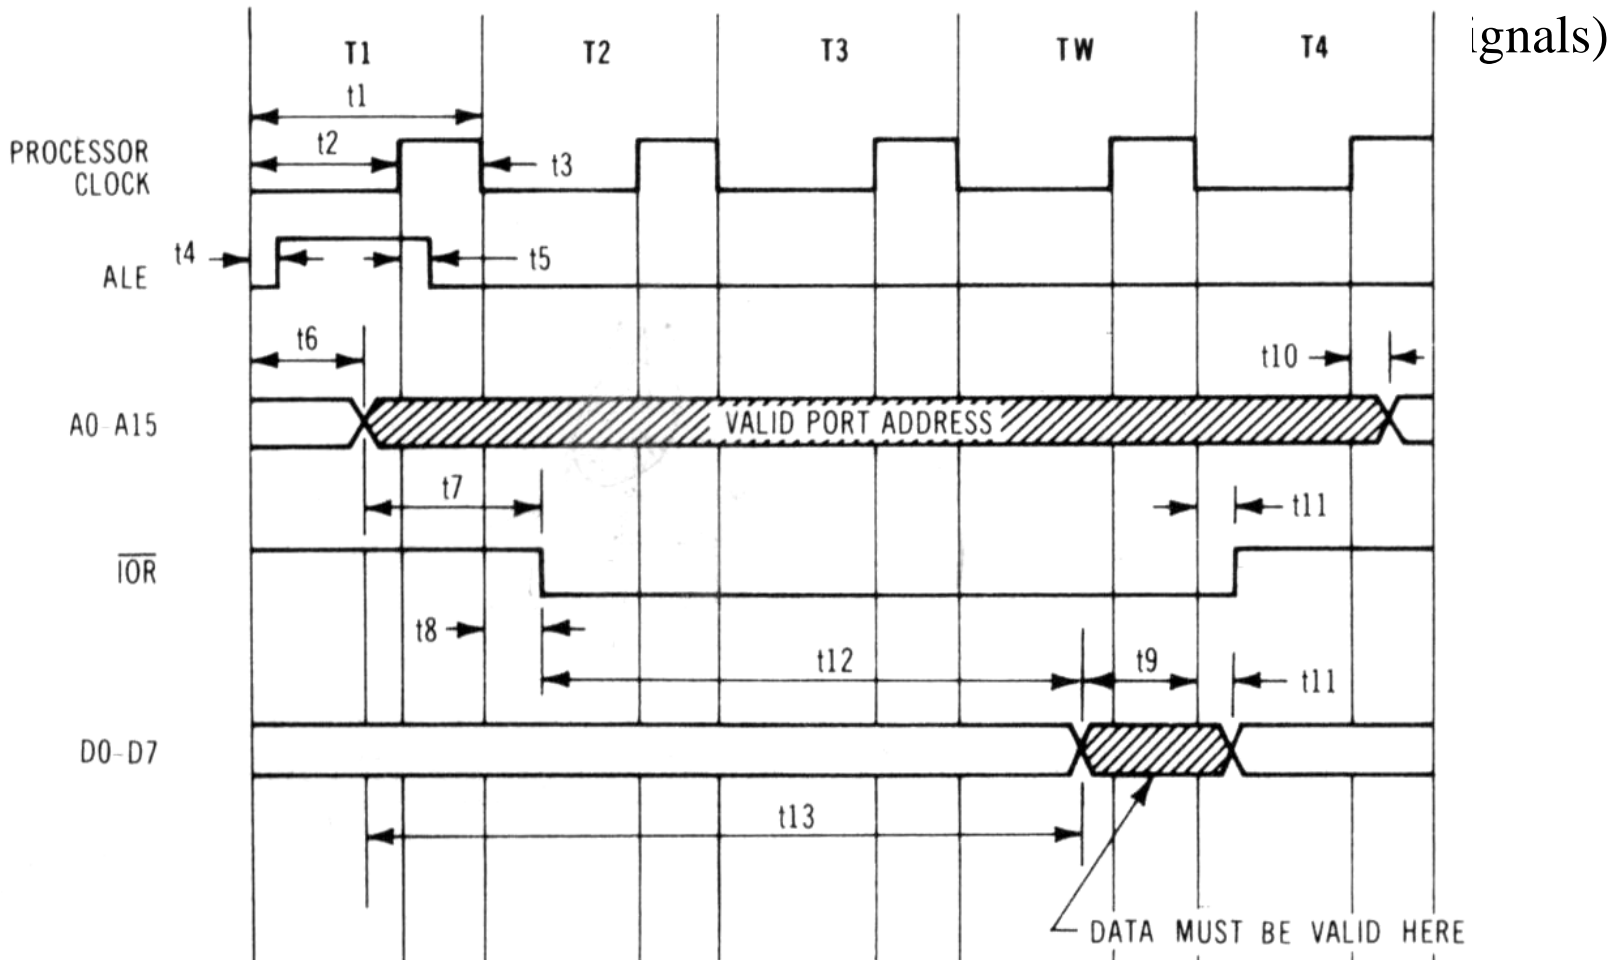 ignals)
T1 T2 T3 TW T4
t1
t2
t3
PROCESSOR
CLOCK
t4
t5
ALE
t6
t10
A0-A15
VALID PORT ADDRESS
t7
t11
IOR
t8
t12
t9
t11
D0-D7
t13
DATA MUST BE VALID HERE